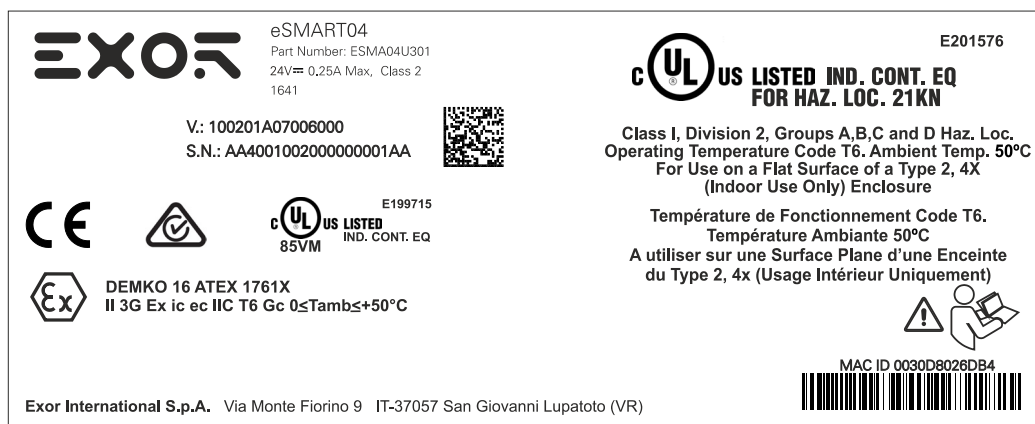 EXOR
eSMART04
Part Number: ESMA04U301
24V⎓ 0.25A Max, Class 2
1641
V.: 100201A07006000
S.N.: AA4001002000000001AA
CE
C UL ® US LISTED
E199715
IND. CONT. EQ
85VM
Ex
DEMKO 16 ATEX 1761X
II 3G Ex ic ec IIC T6 Gc 0≤Tamb≤+50°C
Exor International S.p.A. Via Monte Fiorino 9 IT-37057 San Giovanni Lupatoto (VR)
E201576
C UL ® US LISTED IND. CONT. EQ
FOR HAZ. LOC. 21KN
Class I, Division 2, Groups A,B,C and D Haz. Loc.
Operating Temperature Code T6. Ambient Temp. 50ºC
For Use on a Flat Surface of a Type 2, 4X
(Indoor Use Only) Enclosure
Température de Fonctionnement Code T6.
Température Ambiante 50ºC
A utiliser sur une Surface Plane d’une Enceinte
du Type 2, 4x (Usage Intérieur Uniquement)
MAC ID 0030D8026DB4